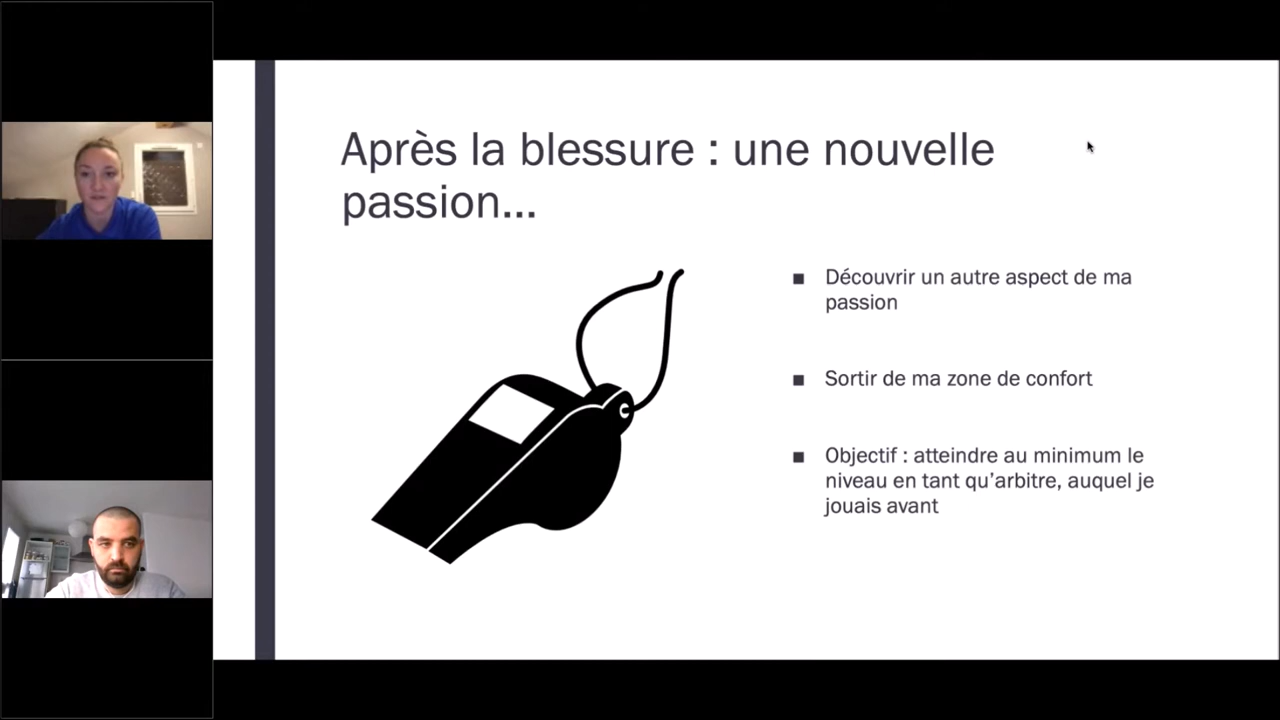 Après la blessure : une nouvelle
passion...
Découvrir un autre aspect de ma
passion
Sortir de ma zone de confort
Objectif : atteindre au minimum le
niveau en tant qu’arbitre, auquel je
jouais avant